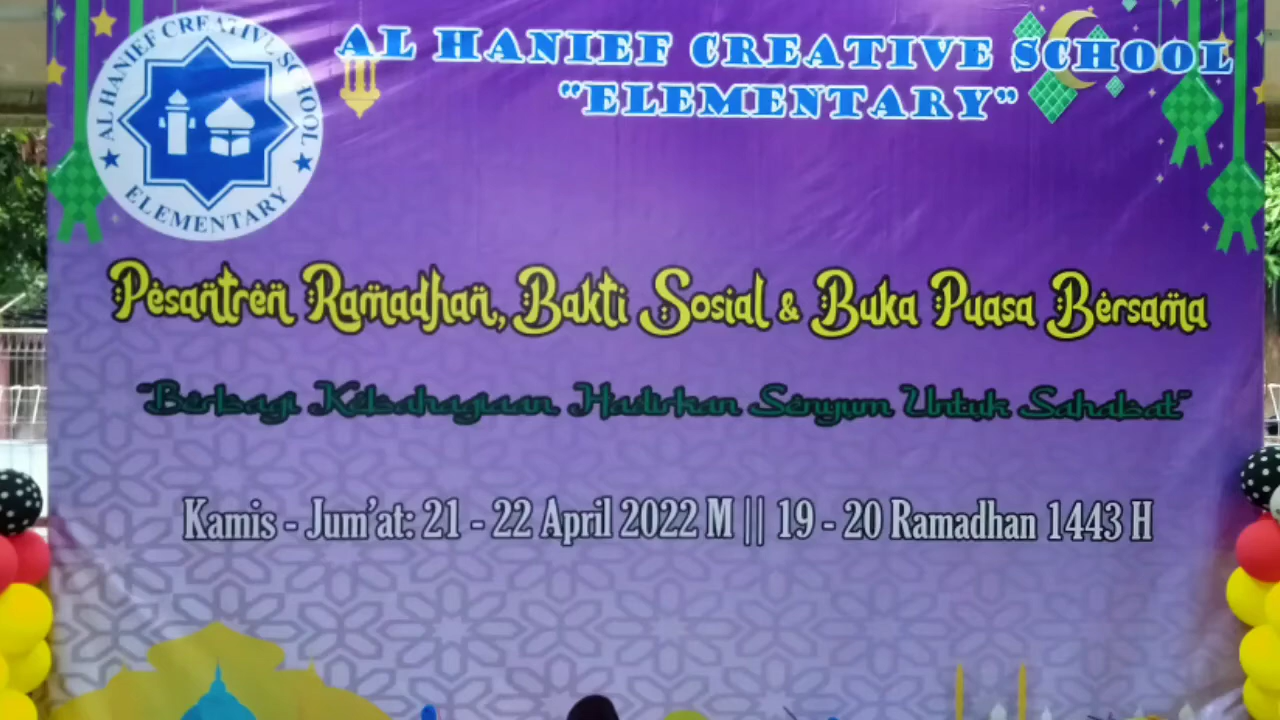 AL HANIEF CREATIVE SCHOOL
ELEMENTARY
AL HANIEF CREATIVE SCHOOL
"ELEMENTARY"
Pesantren Ramadhan, Bakti Sosial & Buka Puasa Bersama
"Berbagi Kebahagiaan Hadirkan Senyum Untuk Sahabat"
Kamis - Jum'at: 21 - 22 April 2022 M || 19 - 20 Ramadhan 1443 H